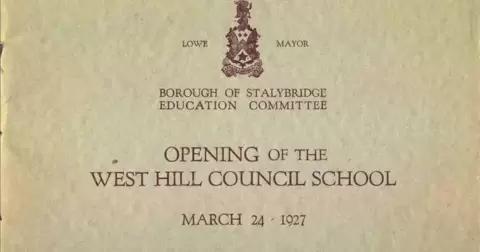 LOWE MAYOR
BOROUGH OF STALYBRIDGE
EDUCATION COMMITTEE
OPENING OF THE
WEST HILL COUNCIL SCHOOL
MARCH 24 · 1927